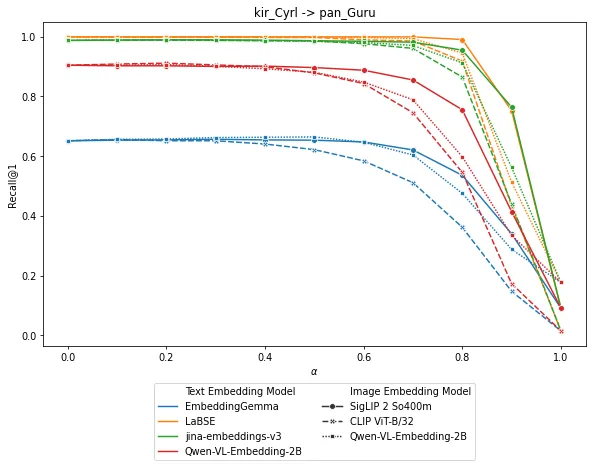 kir_Cyrl -> pan_Guru
Recall@1
1.0
0.8
0.6
0.4
0.2
0.0
0.0 0.2 0.4 0.6 0.8 1.0
α
Text Embedding Model
EmbeddingGemma
LaBSE
jina-embeddings-v3
Qwen-VL-Embedding-2B
Image Embedding Model
SigLIP 2 So400m
CLIP ViT-B/32
Qwen-VL-Embedding-2B